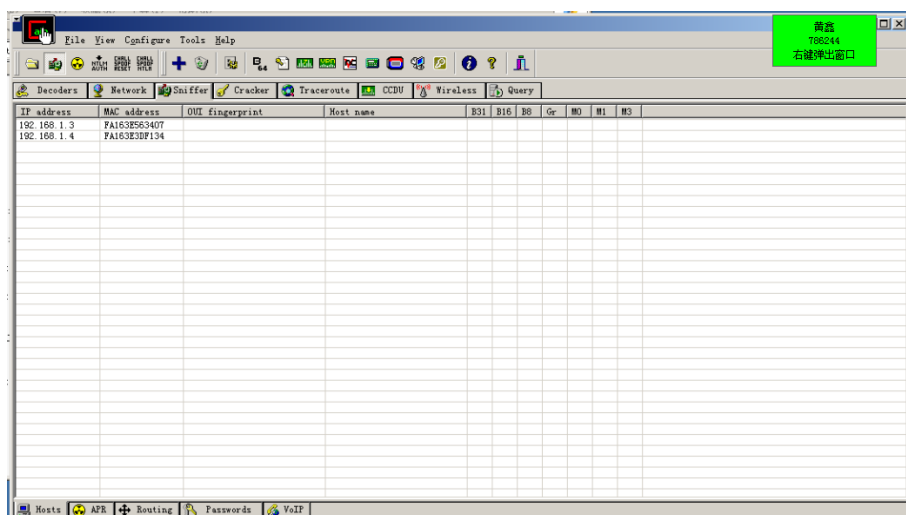 黄鑫
786244
右键弹出窗口
File View Configure Tools Help
Decoders Network Sniffer Cracker Traceroute CCDU Wireless Query
IP address MAC address OUI fingerprint Host name B31 B16 B8 Gr M0 M1 M3
192.168.1.3 FA163E563407
192.168.1.4 FA163E3DF134
Hosts APR Routing Passwords VoIP